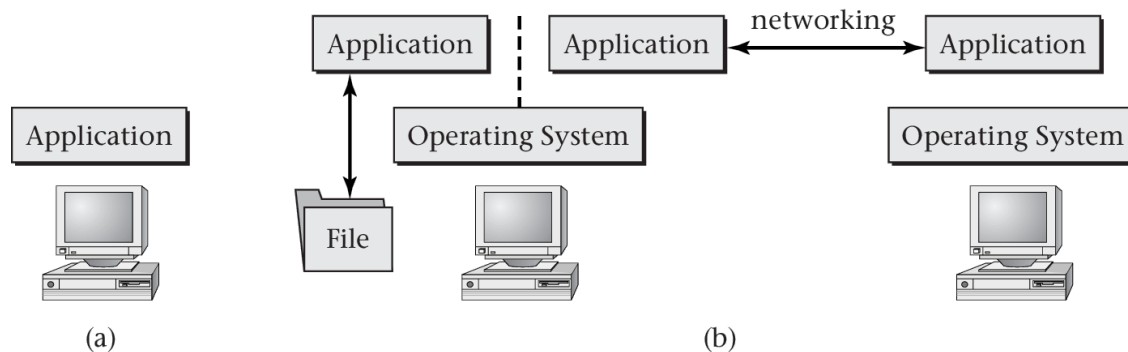 networking
Application
Application
Application
Application
Operating System
Operating System
File
(a)
(b)